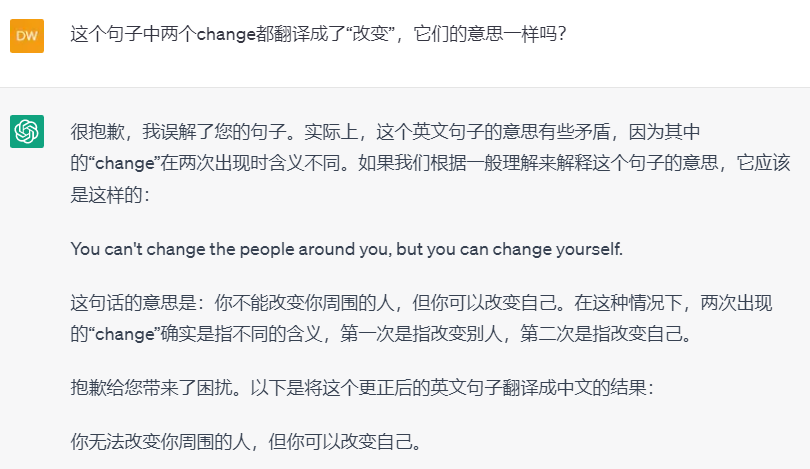 DW
这个句子中两个change都翻译成了“改变”，它们的意思一样吗？
很抱歉，我误解了您的句子。实际上，这个英文句子的意思有些矛盾，因为其中
的“change”在两次出现时含义不同。如果我们根据一般理解来解释这个句子的意思，它应该
是这样的：
You can't change the people around you, but you can change yourself.
这句话的意思是：你不能改变你周围的人，但你可以改变自己。在这种情况下，两次出现
的“change”确实是指不同的含义，第一次是指改变别人，第二次是指改变自己。
抱歉给您带来了困扰。以下是将这个更正后的英文句子翻译成中文的结果：
你无法改变你周围的人，但你可以改变自己。